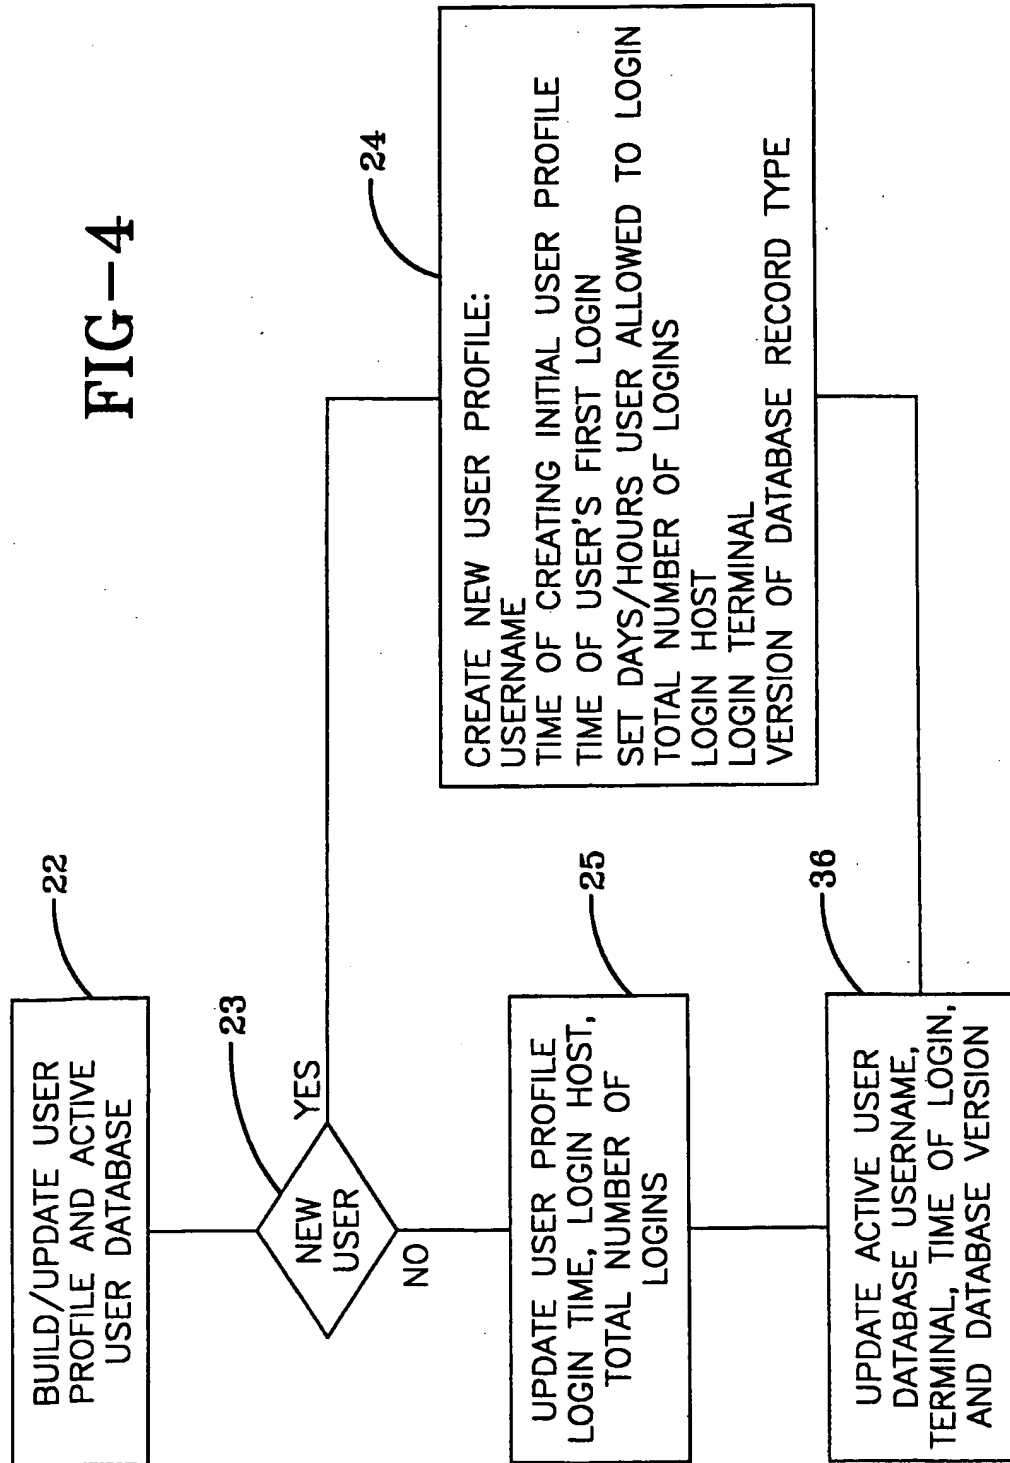 FIG-4
22
BUILD/UPDATE USER
PROFILE AND ACTIVE
USER DATABASE
23
NEW
USER
YES
NO
24
CREATE NEW USER PROFILE:
USERNAME
TIME OF CREATING INITIAL USER PROFILE
TIME OF USER'S FIRST LOGIN
SET DAYS/HOURS USER ALLOWED TO LOGIN
TOTAL NUMBER OF LOGINS
LOGIN HOST
LOGIN TERMINAL
VERSION OF DATABASE RECORD TYPE
25
UPDATE USER PROFILE
LOGIN TIME, LOGIN HOST,
TOTAL NUMBER OF
LOGINS
36
UPDATE ACTIVE USER
DATABASE USERNAME,
TERMINAL, TIME OF LOGIN,
AND DATABASE VERSION